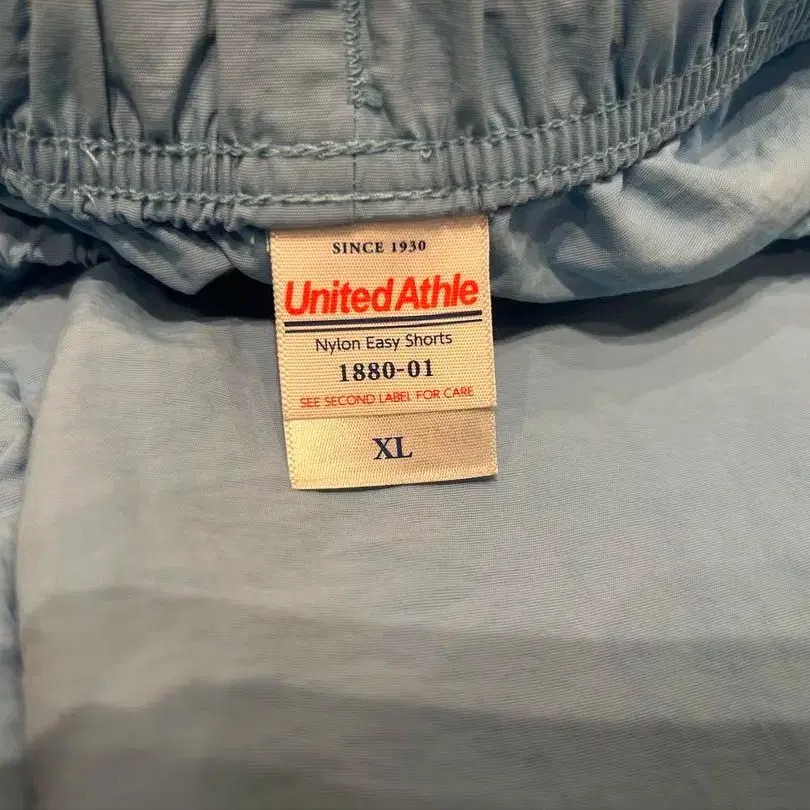 SINCE 1930
United Athle
Nylon Easy Shorts
1880-01
SEE SECOND LABEL FOR CARE
XL